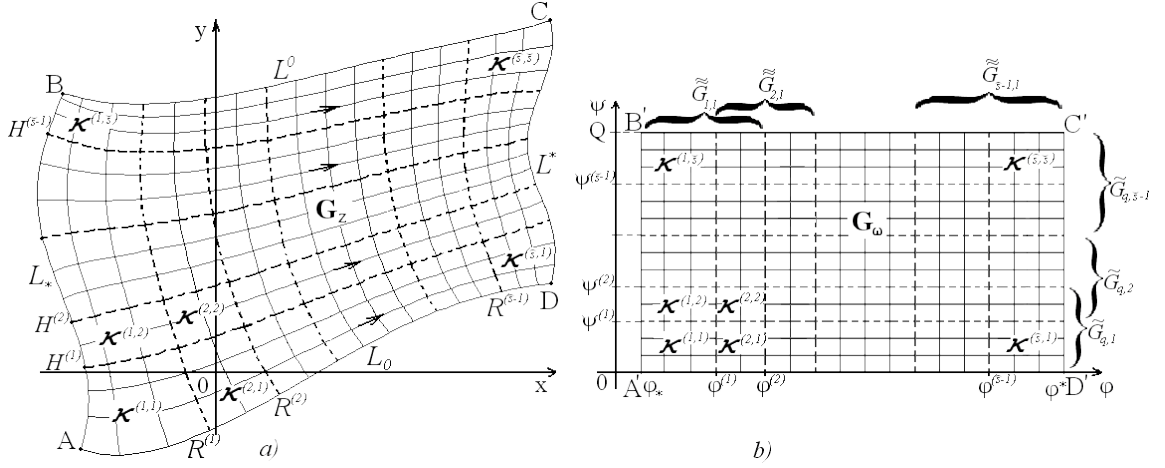 y
C
L⁰
𝒦^(s̄,s̄)
B
𝒦^(1,s̄)
H^(s̄-1)
L^*
G_z
L_*
𝒦^(s̄,1)
D
𝒦^(2,2)
R^(s̄-1)
H^(2)
𝒦^(1,2)
H^(1)
L_0
0
x
𝒦^(2,1)
R^(2)
𝒦^(1,1)
A
R^(1)
a)
G̃̃_1,1
G̃̃_2,1
G̃̃_s̄-1,1
ψ
B′
C′
Q
𝒦^(1,s̄)
𝒦^(s̄,s̄)
ψ^(s̄-1)
G̃_q,s̄-1
G_ω
ψ^(2)
G̃_q,2
𝒦^(1,2) 𝒦^(2,2)
ψ^(1)
G̃_q,1
𝒦^(1,1) 𝒦^(2,1) 𝒦^(s̄,1)
0 A′ φ_* φ^(1) φ^(2) φ^(s̄-1) φ^* D′ φ
b)